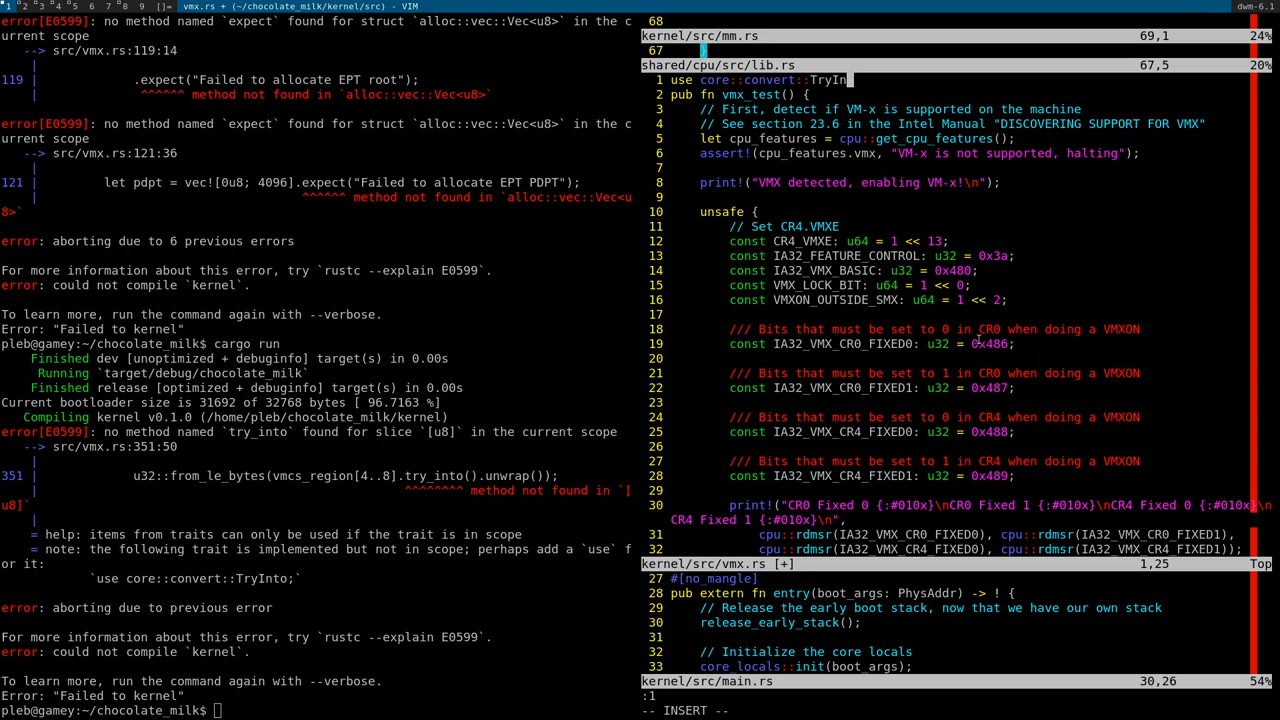 1 2 3 4 5 6 7 8 9 []= vmx.rs + (~/chocolate_milk/kernel/src) - VIM dwm-6.1
error[E0599]: no method named `expect` found for struct `alloc::vec::Vec<u8>` in the c
urrent scope
--> src/vmx.rs:119:14
|
119 | .expect("Failed to allocate EPT root");
| ^^^^^^ method not found in `alloc::vec::Vec<u8>`
error[E0599]: no method named `expect` found for struct `alloc::vec::Vec<u8>` in the c
urrent scope
--> src/vmx.rs:121:36
|
121 | let pdpt = vec![0u8; 4096].expect("Failed to allocate EPT PDPT");
| ^^^^^^ method not found in `alloc::vec::Vec<u
8>`
error: aborting due to 6 previous errors
For more information about this error, try `rustc --explain E0599`.
error: could not compile `kernel`.
To learn more, run the command again with --verbose.
Error: "Failed to kernel"
pleb@gamey:~/chocolate_milk$ cargo run
Finished dev [unoptimized + debuginfo] target(s) in 0.00s
Running `target/debug/chocolate_milk`
Finished release [optimized + debuginfo] target(s) in 0.00s
Current bootloader size is 31692 of 32768 bytes [ 96.7163 %]
Compiling kernel v0.1.0 (/home/pleb/chocolate_milk/kernel)
error[E0599]: no method named `try_into` found for slice `[u8]` in the current scope
--> src/vmx.rs:351:50
|
351 | u32::from_le_bytes(vmcs_region[4..8].try_into().unwrap());
| ^^^^^^^^ method not found in `[
u8]`
|
= help: items from traits can only be used if the trait is in scope
= note: the following trait is implemented but not in scope; perhaps add a `use` f
or it:
`use core::convert::TryInto;`
error: aborting due to previous error
For more information about this error, try `rustc --explain E0599`.
error: could not compile `kernel`.
To learn more, run the command again with --verbose.
Error: "Failed to kernel"
pleb@gamey:~/chocolate_milk$
68
kernel/src/mm.rs 69,1 24%
67 }
shared/cpu/src/lib.rs 67,5 20%
1 use core::convert::TryIn
2 pub fn vmx_test() {
3 // First, detect if VM-x is supported on the machine
4 // See section 23.6 in the Intel Manual "DISCOVERING SUPPORT FOR VMX"
5 let cpu_features = cpu::get_cpu_features();
6 assert!(cpu_features.vmx, "VM-x is not supported, halting");
7
8 print!("VMX detected, enabling VM-x!\n");
9
10 unsafe {
11 // Set CR4.VMXE
12 const CR4_VMXE: u64 = 1 << 13;
13 const IA32_FEATURE_CONTROL: u32 = 0x3a;
14 const IA32_VMX_BASIC: u32 = 0x480;
15 const VMX_LOCK_BIT: u64 = 1 << 0;
16 const VMXON_OUTSIDE_SMX: u64 = 1 << 2;
17
18 /// Bits that must be set to 0 in CR0 when doing a VMXON
19 const IA32_VMX_CR0_FIXED0: u32 = 0x486;
20
21 /// Bits that must be set to 1 in CR0 when doing a VMXON
22 const IA32_VMX_CR0_FIXED1: u32 = 0x487;
23
24 /// Bits that must be set to 0 in CR4 when doing a VMXON
25 const IA32_VMX_CR4_FIXED0: u32 = 0x488;
26
27 /// Bits that must be set to 1 in CR4 when doing a VMXON
28 const IA32_VMX_CR4_FIXED1: u32 = 0x489;
29
30 print!("CR0 Fixed 0 {:#010x}\nCR0 Fixed 1 {:#010x}\nCR4 Fixed 0 {:#010x}\n
CR4 Fixed 1 {:#010x}\n",
31 cpu::rdmsr(IA32_VMX_CR0_FIXED0), cpu::rdmsr(IA32_VMX_CR0_FIXED1),
32 cpu::rdmsr(IA32_VMX_CR4_FIXED0), cpu::rdmsr(IA32_VMX_CR4_FIXED1));
kernel/src/vmx.rs [+] 1,25 Top
27 #[no_mangle]
28 pub extern fn entry(boot_args: PhysAddr) -> ! {
29 // Release the early boot stack, now that we have our own stack
30 release_early_stack();
31
32 // Initialize the core locals
33 core_locals::init(boot_args);
kernel/src/main.rs 30,26 54%
:1
-- INSERT --